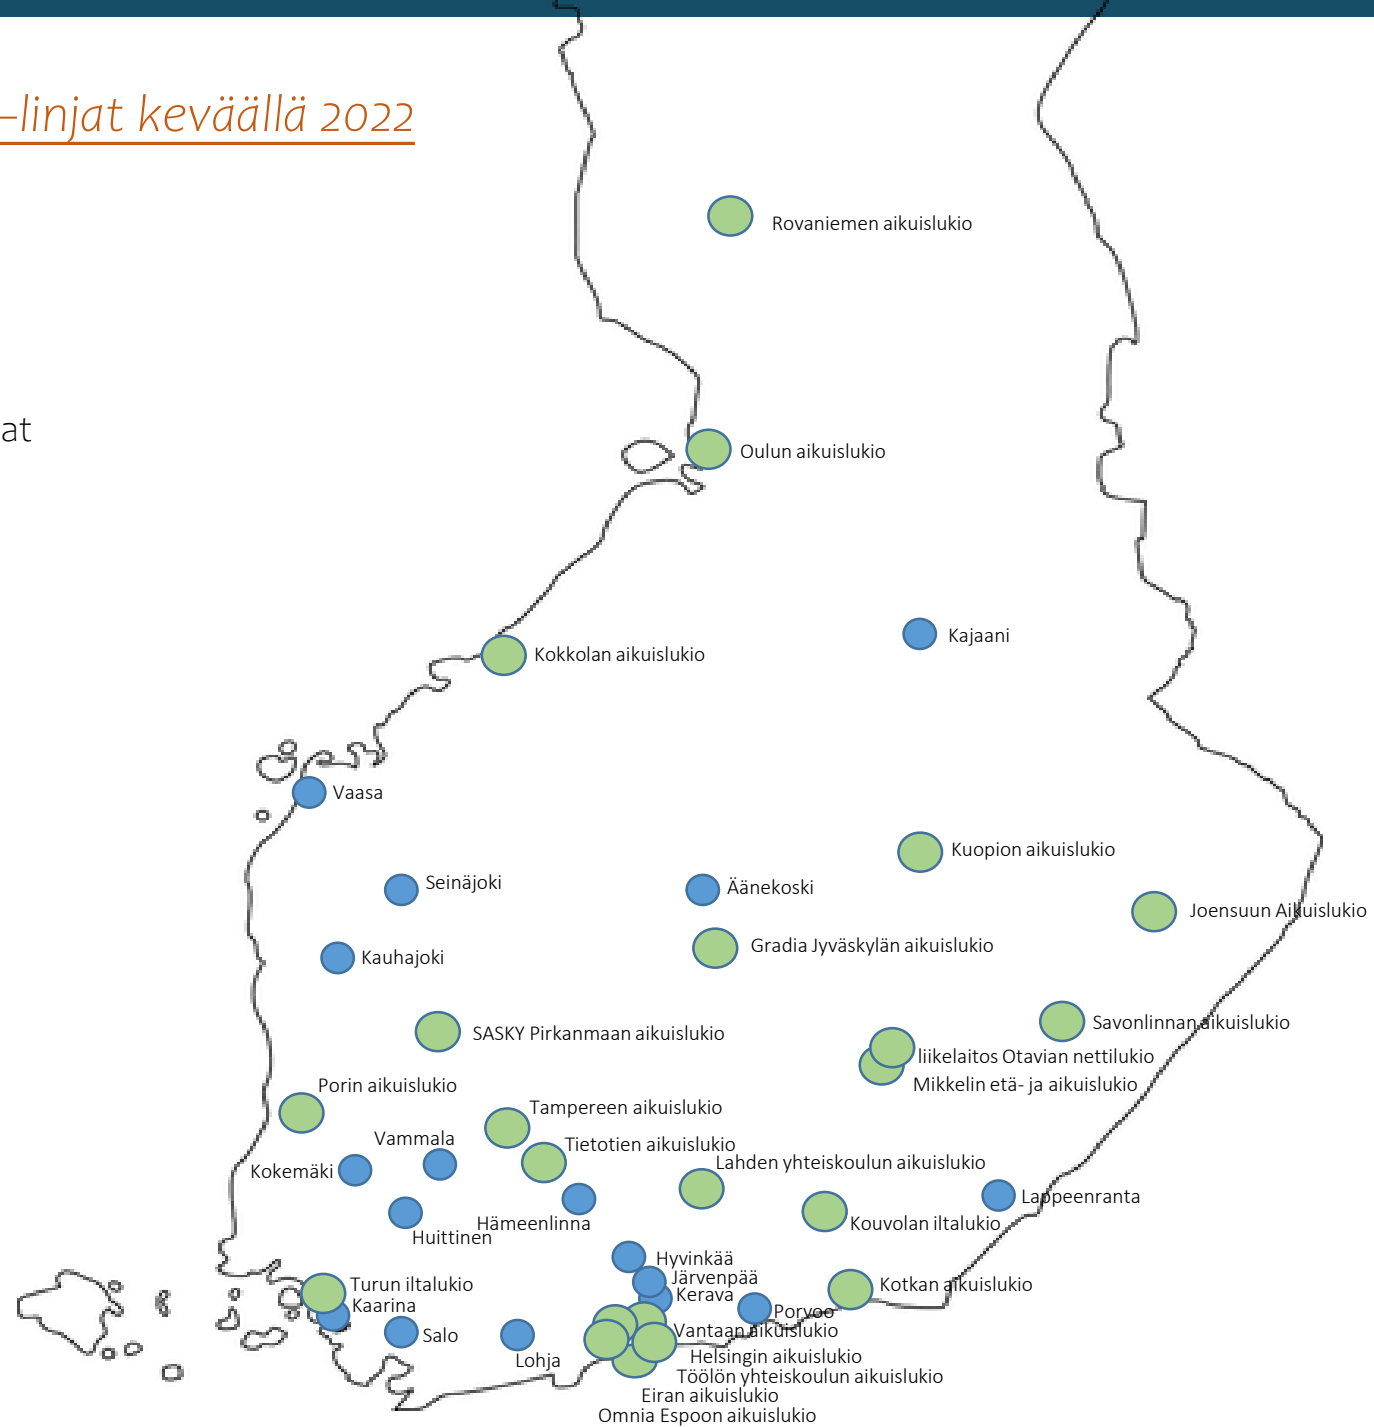 –linjat keväällä 2022
Rovaniemen aikuislukio
at
Oulun aikuislukio
Kajaani
Kokkolan aikuislukio
Vaasa
Kuopion aikuislukio
Seinäjoki
Äänekoski
Joensuun Aikuislukio
Gradia Jyväskylän aikuislukio
Kauhajoki
Savonlinnan aikuislukio
SASKY Pirkanmaan aikuislukio
liikelaitos Otavian nettilukio
Mikkelin etä- ja aikuislukio
Porin aikuislukio
Tampereen aikuislukio
Vammala
Tietotien aikuislukio
Lahden yhteiskoulun aikuislukio
Kokemäki
Lappeenranta
Hämeenlinna
Kouvolan iltalukio
Huittinen
Hyvinkää
Järvenpää
Turun iltalukio
Kotkan aikuislukio
Kerava
Kaarina
Porvoo
Vantaan aikuislukio
Salo
Helsingin aikuislukio
Lohja
Töölön yhteiskoulun aikuislukio
Eiran aikuislukio
Omnia Espoon aikuislukio